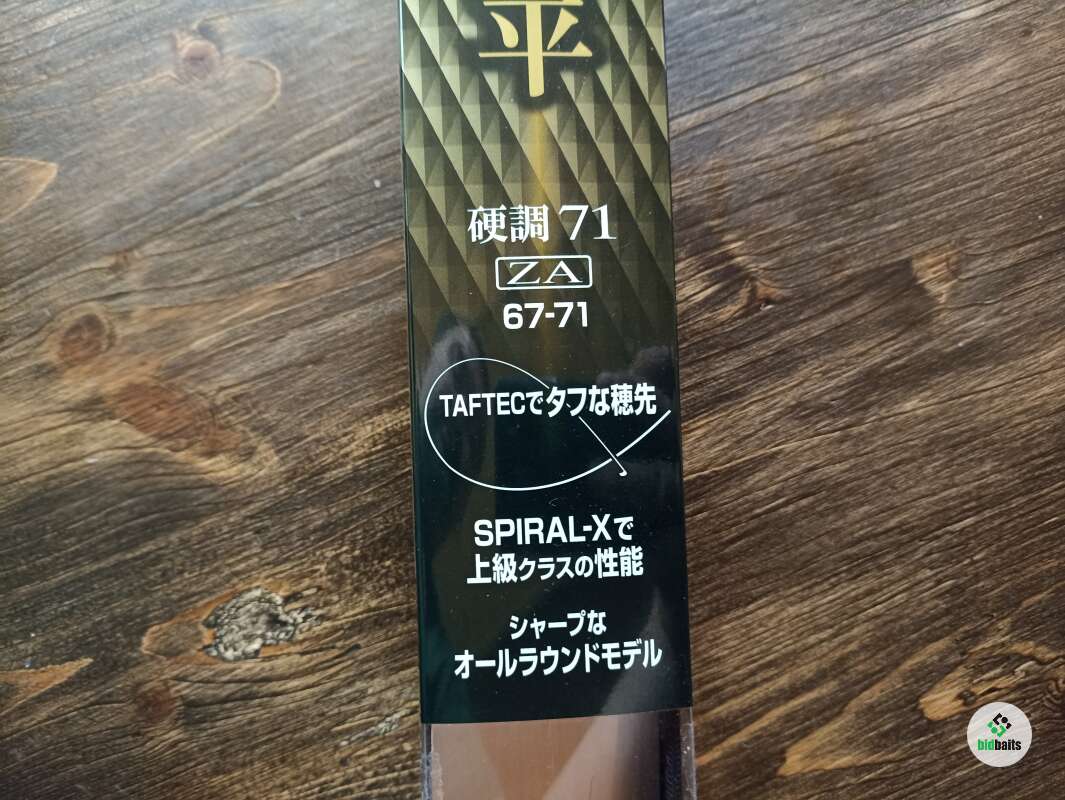 平
硬調 71
ZA
67-71
TAFTECでタフな穂先
SPIRAL-Xで
上級クラスの性能
シャープな
オールラウンドモデル
bidbaits